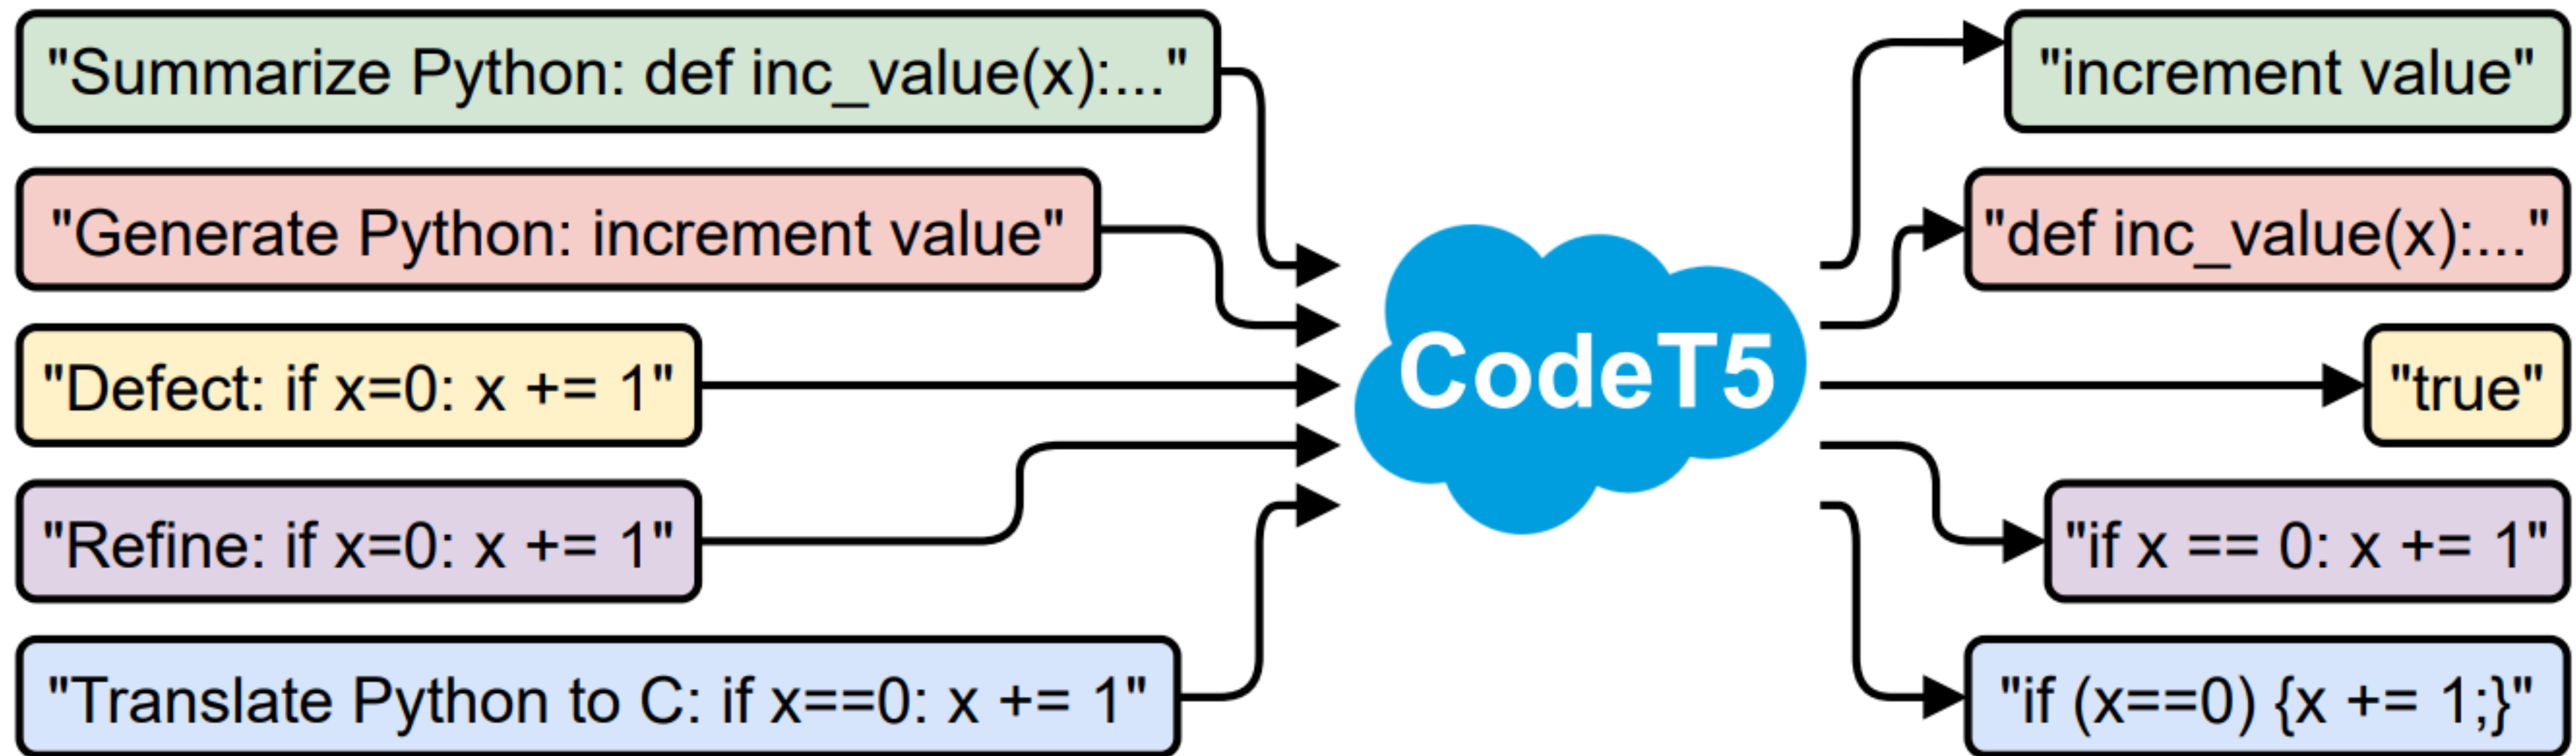 "Summarize Python: def inc_value(x):..."
"increment value"
"Generate Python: increment value"
"def inc_value(x):..."
CodeT5
"Defect: if x=0: x += 1"
"true"
"Refine: if x=0: x += 1"
"if x == 0: x += 1"
"Translate Python to C: if x==0: x += 1"
"if (x==0) {x += 1;}"